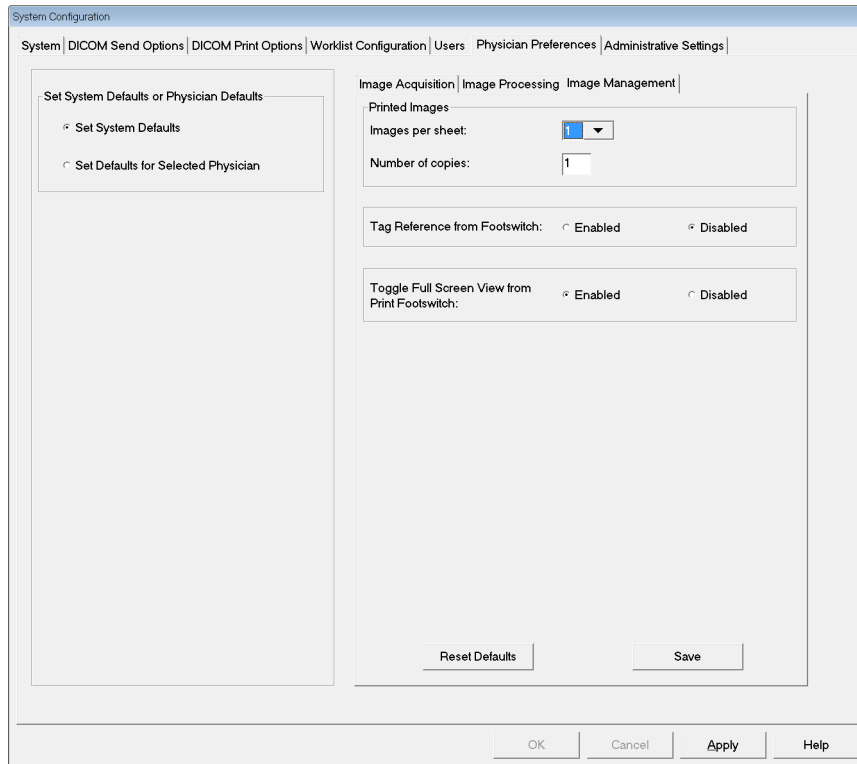 System Configuration
System DICOM Send Options DICOM Print Options Worklist Configuration Users Physician Preferences Administrative Settings
Set System Defaults or Physician Defaults
Set System Defaults
Set Defaults for Selected Physician
Image Acquisition Image Processing Image Management
Printed Images
Images per sheet: 1
Number of copies: 1
Tag Reference from Footswitch: Enabled Disabled
Toggle Full Screen View from
Print Footswitch: Enabled Disabled
Reset Defaults Save
OK Cancel Apply Help